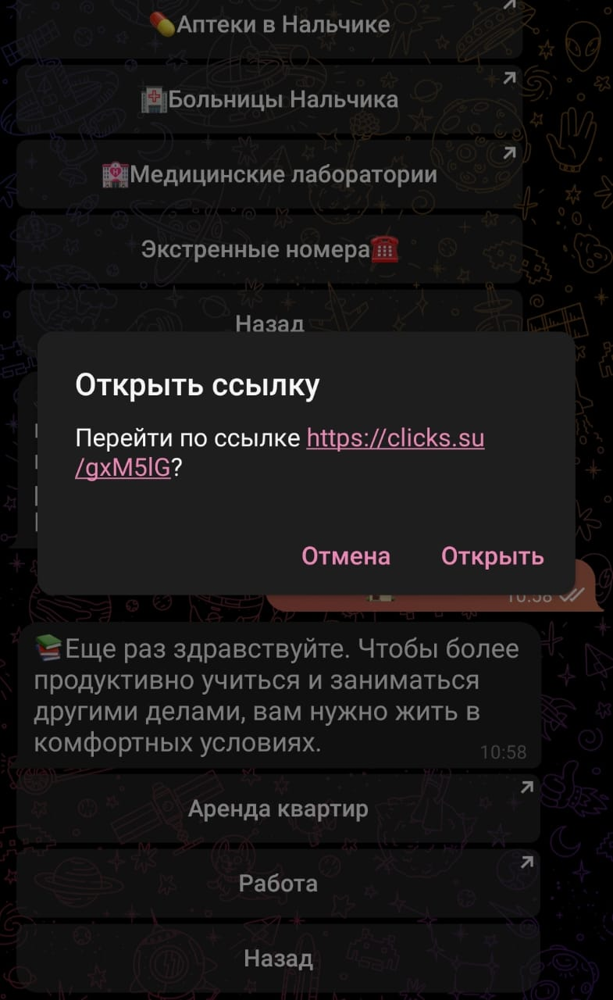 💊Аптеки в Нальчике
🏥Больницы Нальчика
🏩Медицинские лаборатории
Экстренные номера☎️
Назад
Открыть ссылку
Перейти по ссылке https://clicks.su
/gxM5lG?
Отмена
Открыть
10:58
📚Еще раз здравствуйте. Чтобы более
продуктивно учиться и заниматься
другими делами, вам нужно жить в
комфортных условиях.
10:58
Аренда квартир
Работа
Назад